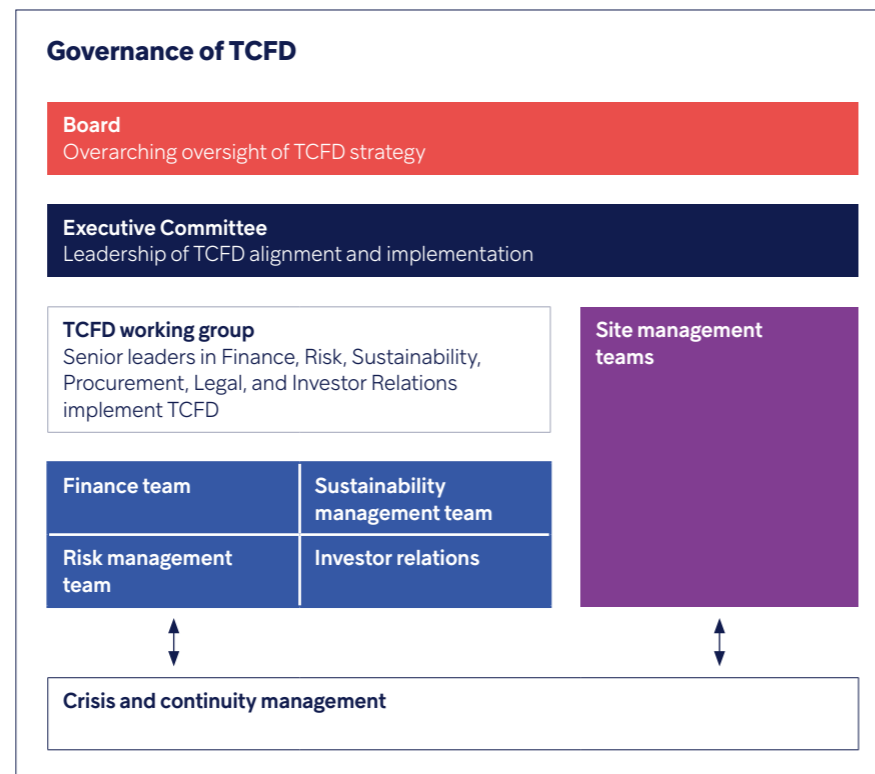 Governance of TCFD
Board
Overarching oversight of TCFD strategy
Executive Committee
Leadership of TCFD alignment and implementation
TCFD working group
Senior leaders in Finance, Risk, Sustainability,
Procurement, Legal, and Investor Relations
implement TCFD
Site management
teams
Finance team
Sustainability
management team
Risk management
team
Investor relations
Crisis and continuity management